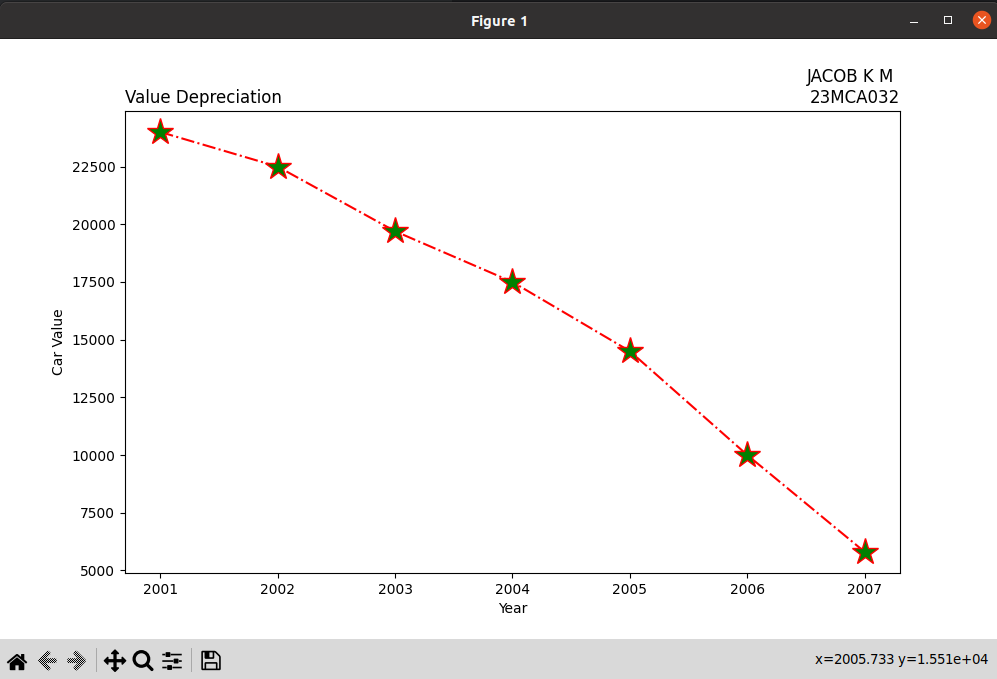 Figure 1
JACOB K M
Value Depreciation
23MCA032
22500
20000
17500
15000
12500
10000
7500
5000
Car Value
2001 2002 2003 2004 2005 2006 2007
Year
x=2005.733 y=1.551e+04